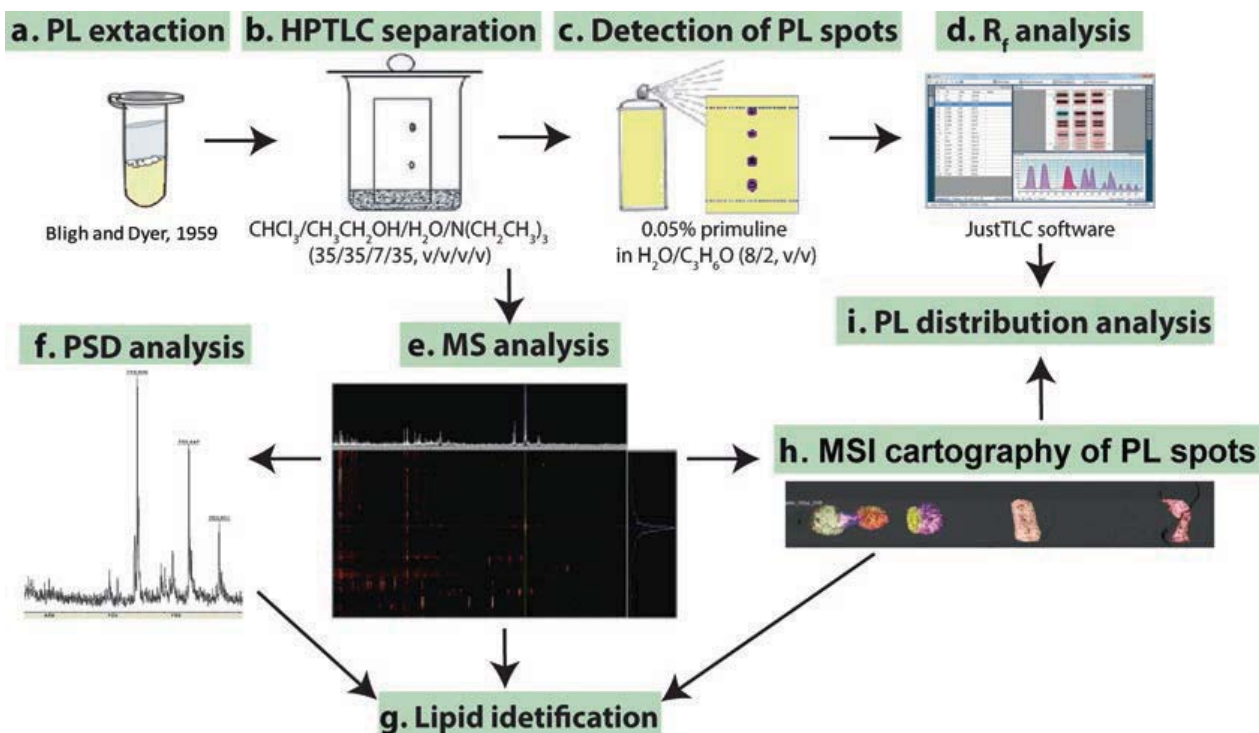 a. PL extaction
b. HPTLC separation
c. Detection of PL spots
d. Rf analysis
Bligh and Dyer, 1959
CHCl3/CH3CH2OH/H2O/N(CH2CH3)3
(35/35/7/35, v/v/v/v)
0.05% primuline
in H2O/C3H6O (8/2, v/v)
JustTLC software
i. PL distribution analysis
f. PSD analysis
e. MS analysis
h. MSI cartography of PL spots
g. Lipid idetification